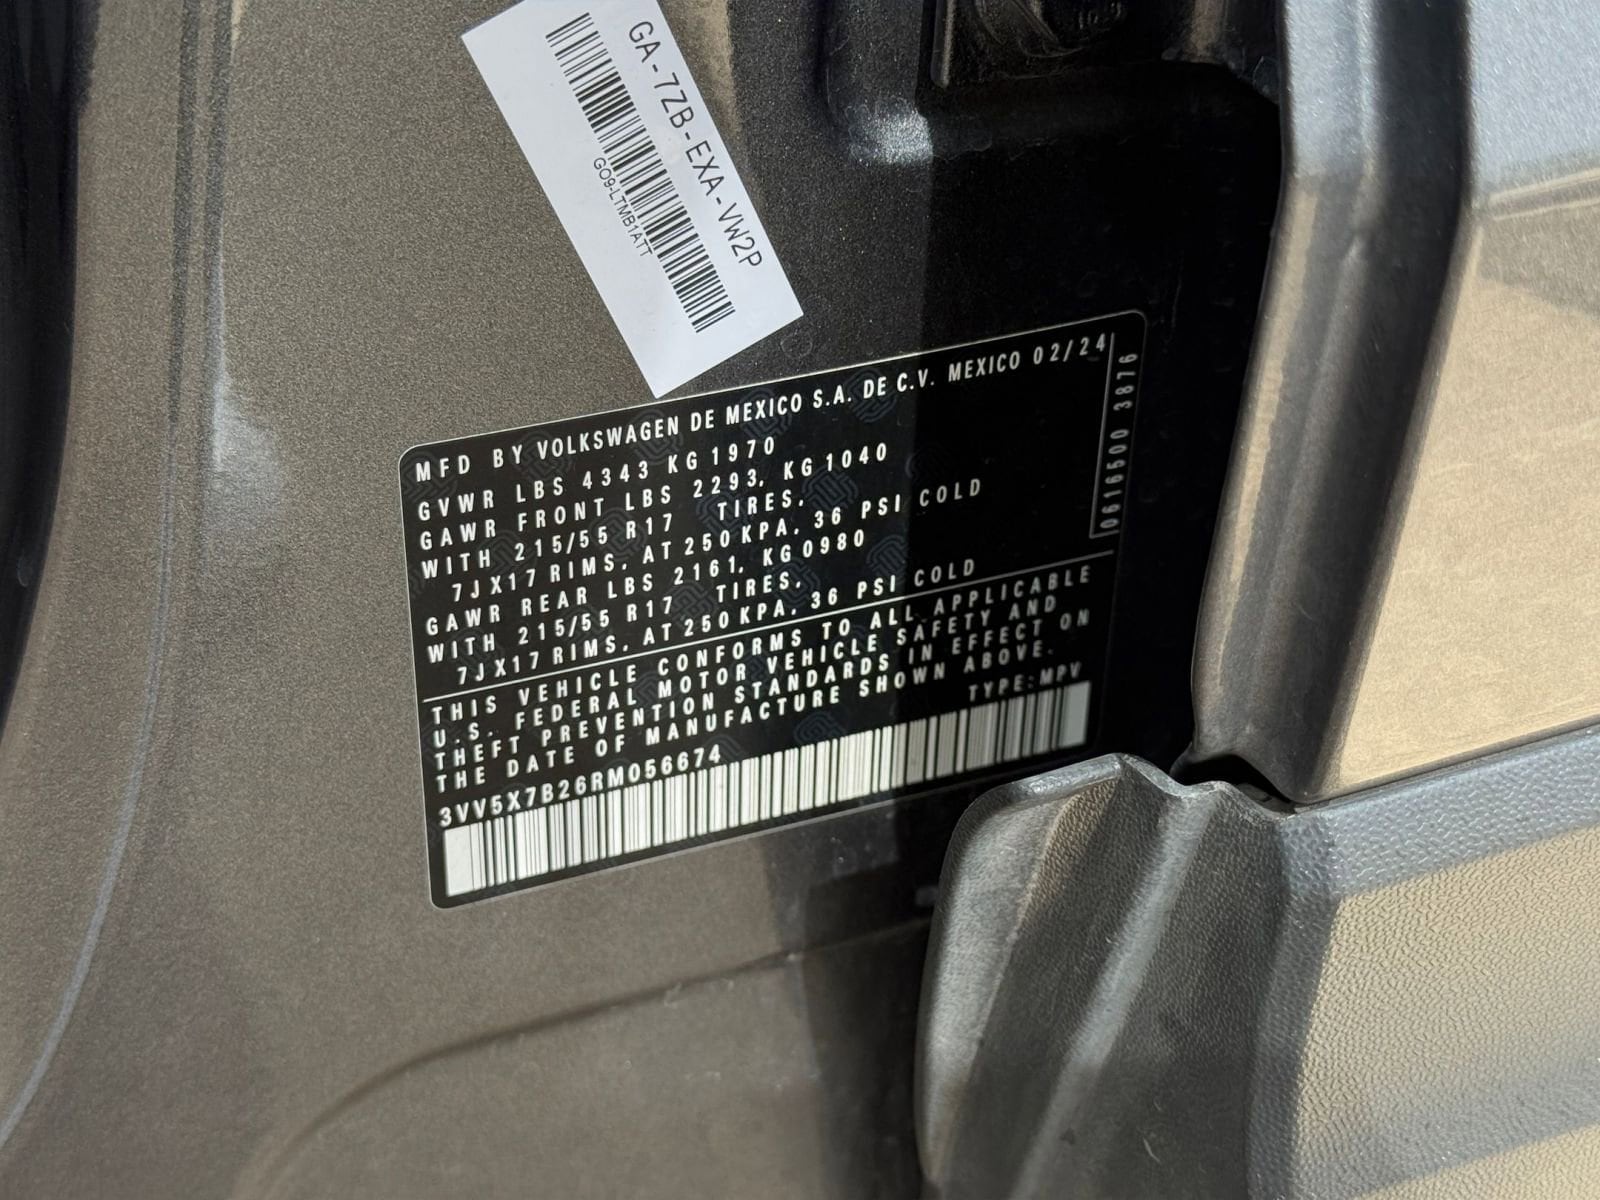 GA-7ZB-EXA-VW2P
GO9-LTMB1ATT
MFD BY VOLKSWAGEN DE MEXICO S.A. DE C.V. MEXICO 02/24
GVWR LBS 4343 KG 1970
GAWR FRONT LBS 2293, KG 1040
WITH 215/55 R17 TIRES,
7JX17 RIMS, AT 250 KPA, 36 PSI COLD
GAWR REAR LBS 2161, KG 0980
WITH 215/55 R17 TIRES,
7JX17 RIMS, AT 250 KPA, 36 PSI COLD
0616500 3876
THIS VEHICLE CONFORMS TO ALL APPLICABLE
U.S. FEDERAL MOTOR VEHICLE SAFETY AND
THEFT PREVENTION STANDARDS IN EFFECT ON
THE DATE OF MANUFACTURE SHOWN ABOVE.
3VV5X7B26RM056674 TYPE: MPV